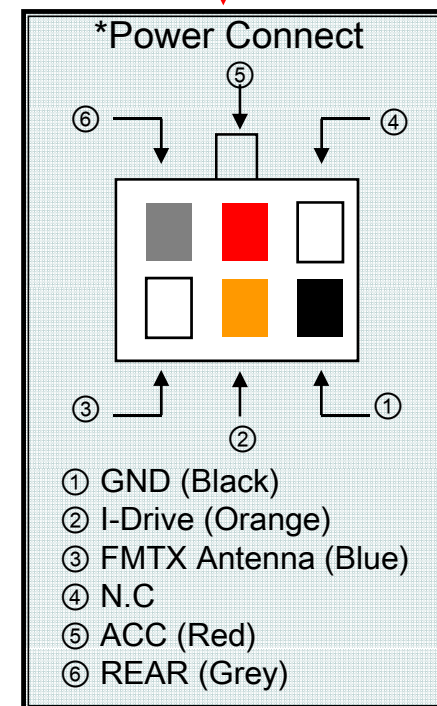 *Power Connect
⑤
⑥ ④
③ ①
②
① GND (Black)
② I-Drive (Orange)
③ FMTX Antenna (Blue)
④ N.C
⑤ ACC (Red)
⑥ REAR (Grey)